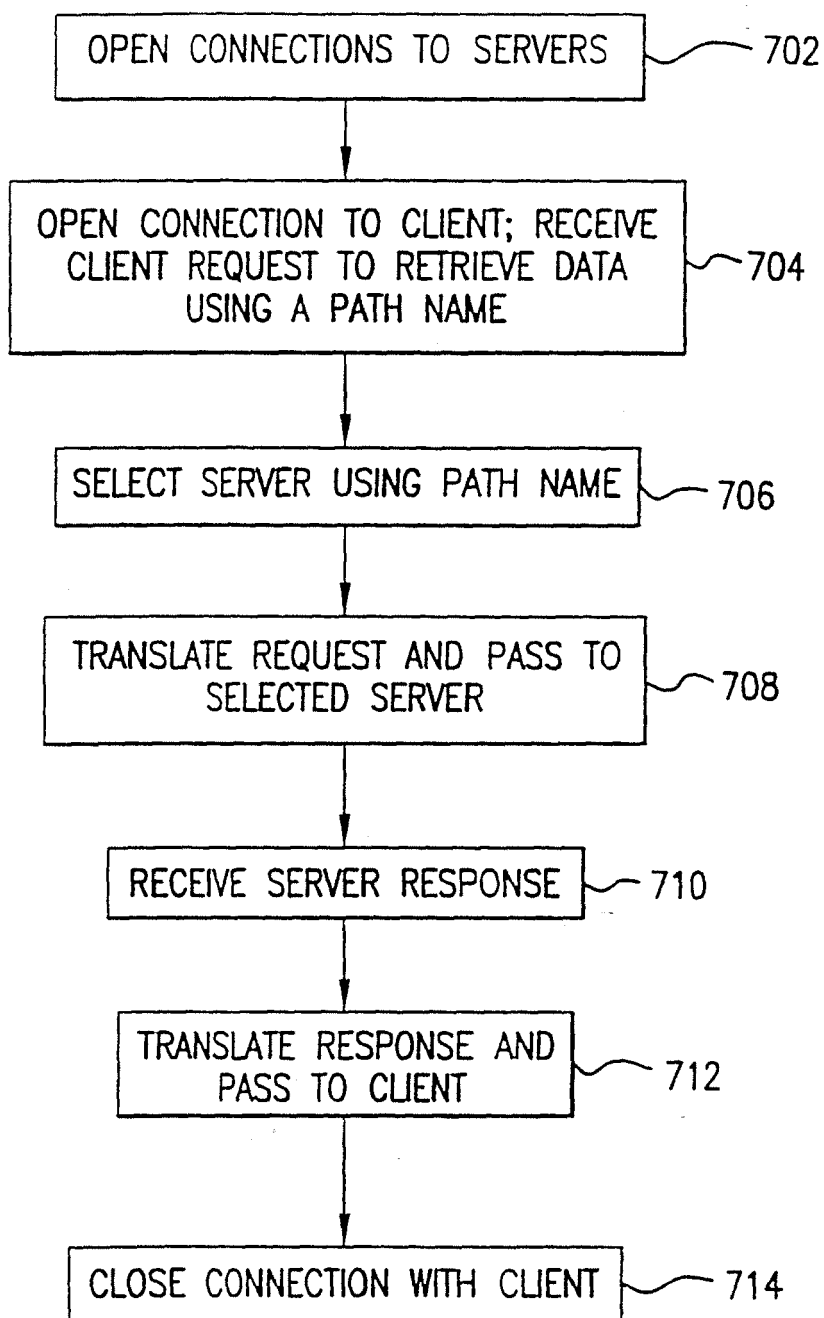 OPEN CONNECTIONS TO SERVERS
702
OPEN CONNECTION TO CLIENT; RECEIVE
CLIENT REQUEST TO RETRIEVE DATA
USING A PATH NAME
704
SELECT SERVER USING PATH NAME
706
TRANSLATE REQUEST AND PASS TO
SELECTED SERVER
708
RECEIVE SERVER RESPONSE
710
TRANSLATE RESPONSE AND
PASS TO CLIENT
712
CLOSE CONNECTION WITH CLIENT
714